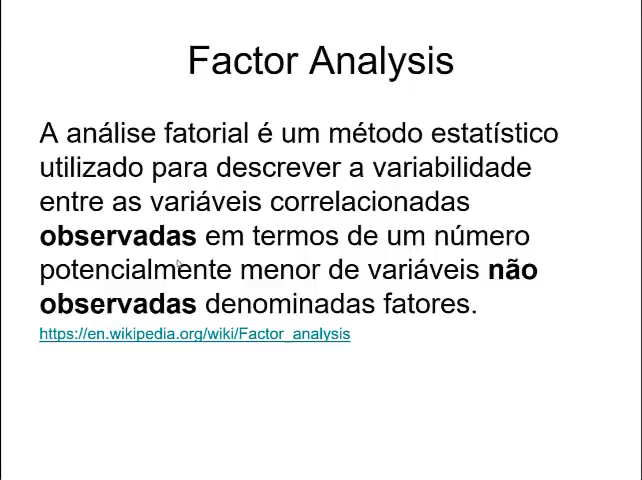 Factor Analysis
A análise fatorial é um método estatístico
utilizado para descrever a variabilidade
entre as variáveis correlacionadas
observadas em termos de um número
potencialmente menor de variáveis não
observadas denominadas fatores.
https://en.wikipedia.org/wiki/Factor_analysis